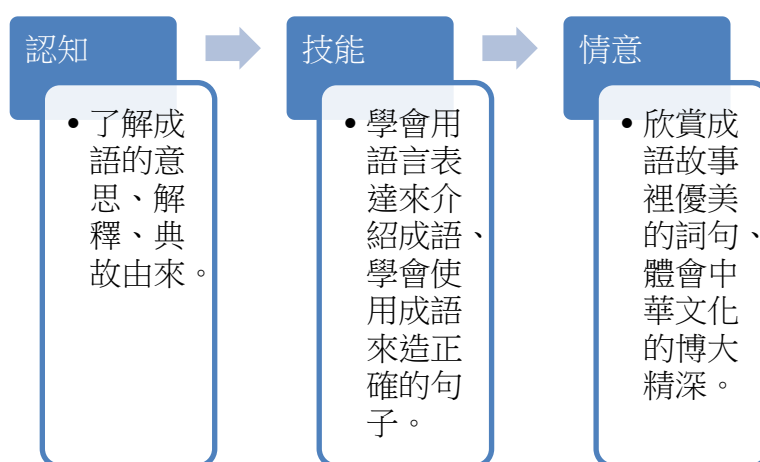 認知
• 了解成
語的意
思、解
釋、典
故由來。
技能
• 學會用
語言表
達來介
紹成語、
學會使
用成語
來造正
確的句
子。
情意
• 欣賞成
語故事
裡優美
的詞句、
體會中
華文化
的博大
精深。